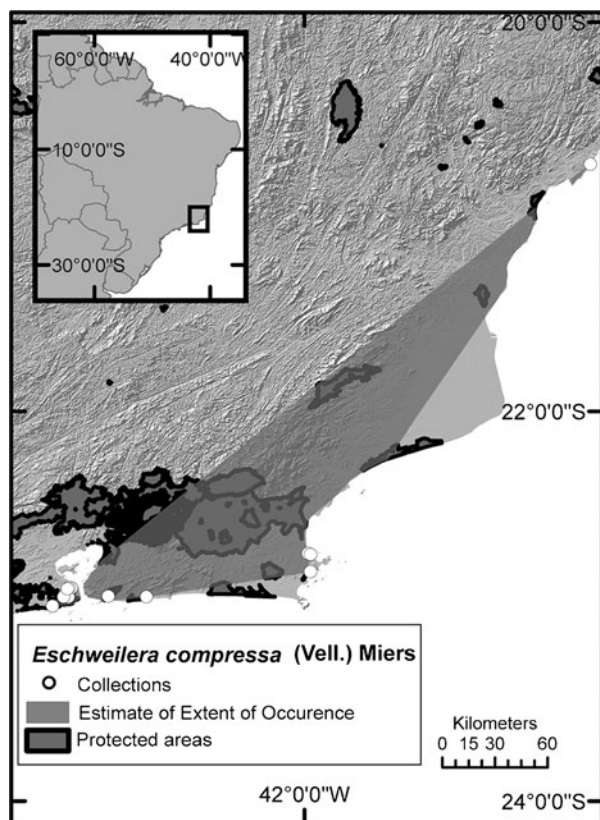 20°0'0"S
60°0'0"W 40°0'0"W
10°0'0"S
30°0'0"S
22°0'0"S
Eschweilera compressa (Vell.) Miers
Collections
Estimate of Extent of Occurence
Protected areas
Kilometers
0 15 30 60
42°0'0"W
24°0'0"S